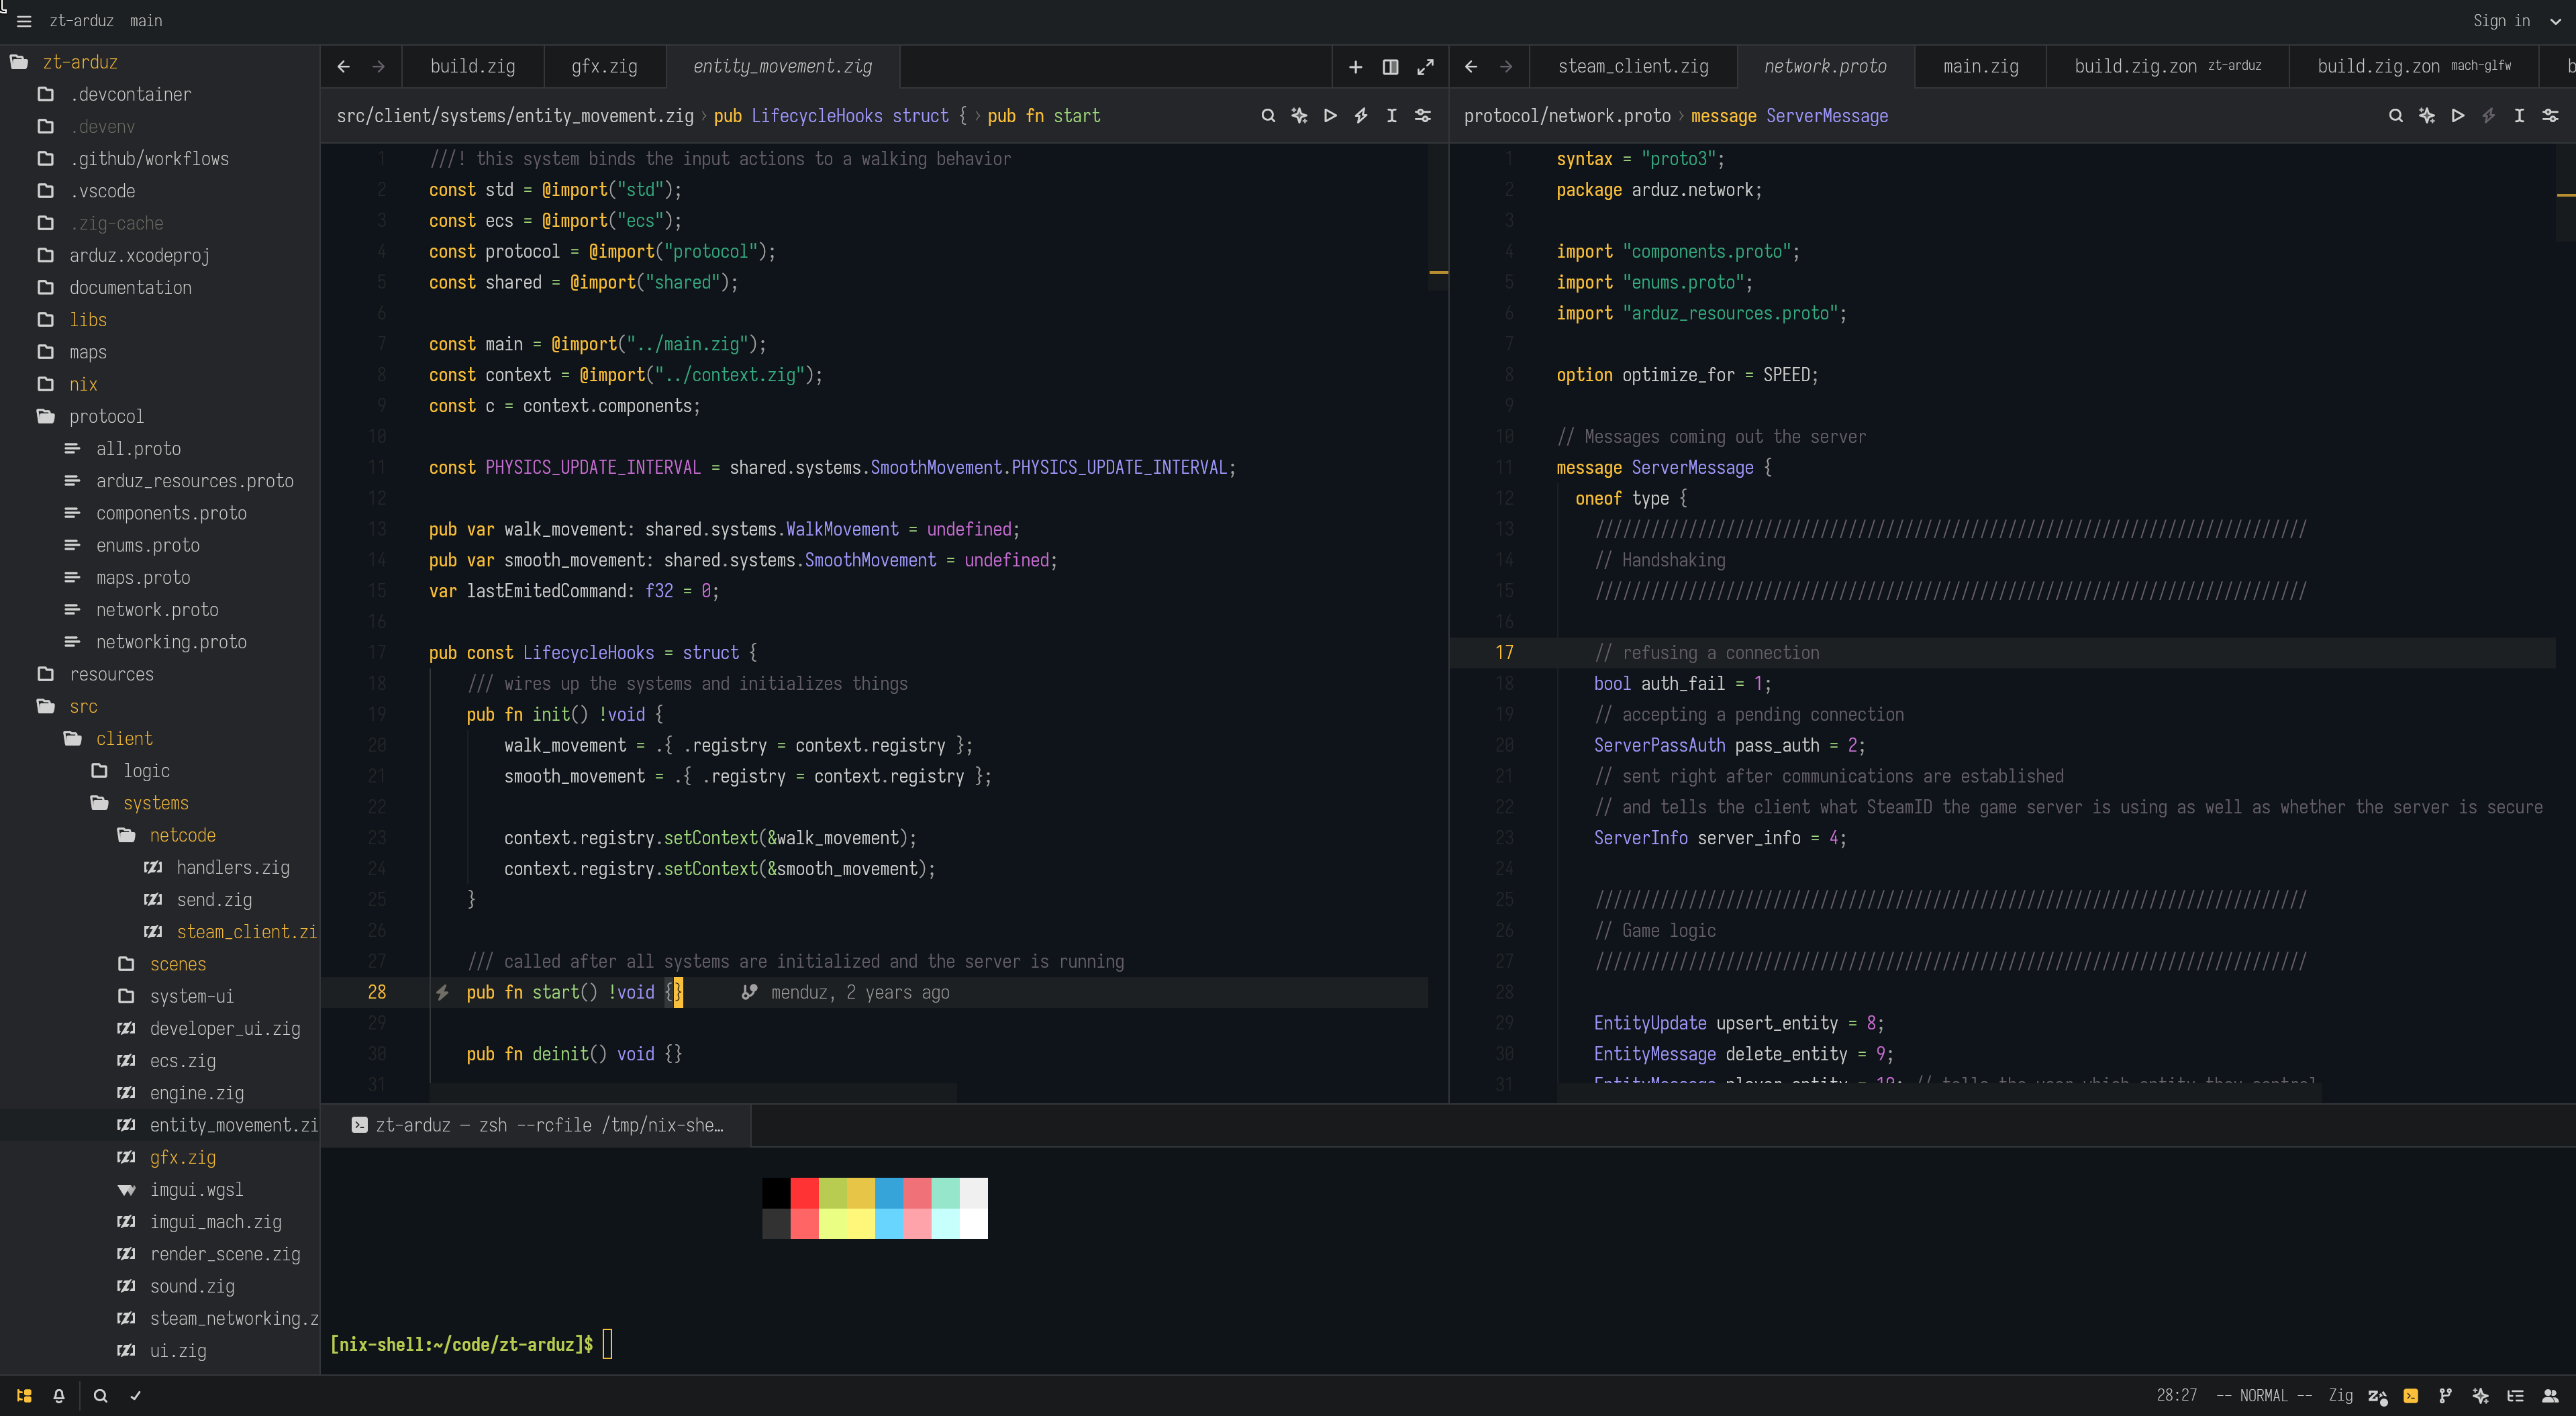 zt-arduz main
Sign in
zt-arduz
.devcontainer
.devenv
.github/workflows
.vscode
.zig-cache
arduz.xcodeproj
documentation
libs
maps
nix
protocol
all.proto
arduz_resources.proto
components.proto
enums.proto
maps.proto
network.proto
networking.proto
resources
src
client
logic
systems
netcode
handlers.zig
send.zig
steam_client.zi
scenes
system-ui
developer_ui.zig
ecs.zig
engine.zig
entity_movement.zi
gfx.zig
imgui.wgsl
imgui_mach.zig
render_scene.zig
sound.zig
steam_networking.z
ui.zig
build.zig gfx.zig entity_movement.zig
src/client/systems/entity_movement.zig › pub LifecycleHooks struct { › pub fn start
1 ///! this system binds the input actions to a walking behavior
2 const std = @import("std");
3 const ecs = @import("ecs");
4 const protocol = @import("protocol");
5 const shared = @import("shared");
6
7 const main = @import("../main.zig");
8 const context = @import("../context.zig");
9 const c = context.components;
10
11 const PHYSICS_UPDATE_INTERVAL = shared.systems.SmoothMovement.PHYSICS_UPDATE_INTERVAL;
12
13 pub var walk_movement: shared.systems.WalkMovement = undefined;
14 pub var smooth_movement: shared.systems.SmoothMovement = undefined;
15 var lastEmitedCommand: f32 = 0;
16
17 pub const LifecycleHooks = struct {
18 /// wires up the systems and initializes things
19 pub fn init() !void {
20 walk_movement = .{ .registry = context.registry };
21 smooth_movement = .{ .registry = context.registry };
22
23 context.registry.setContext(&walk_movement);
24 context.registry.setContext(&smooth_movement);
25 }
26
27 /// called after all systems are initialized and the server is running
28 pub fn start() !void {} menduz, 2 years ago
29
30 pub fn deinit() void {}
31
steam_client.zig network.proto main.zig build.zig.zon zt-arduz build.zig.zon mach-glfw b
protocol/network.proto › message ServerMessage
1 syntax = "proto3";
2 package arduz.network;
3
4 import "components.proto";
5 import "enums.proto";
6 import "arduz_resources.proto";
7
8 option optimize_for = SPEED;
9
10 // Messages coming out the server
11 message ServerMessage {
12 oneof type {
13 ////////////////////////////////////////////////////////////////////////////
14 // Handshaking
15 ////////////////////////////////////////////////////////////////////////////
16
17 // refusing a connection
18 bool auth_fail = 1;
19 // accepting a pending connection
20 ServerPassAuth pass_auth = 2;
21 // sent right after communications are established
22 // and tells the client what SteamID the game server is using as well as whether the server is secure
23 ServerInfo server_info = 4;
24
25 ////////////////////////////////////////////////////////////////////////////
26 // Game logic
27 ////////////////////////////////////////////////////////////////////////////
28
29 EntityUpdate upsert_entity = 8;
30 EntityMessage delete_entity = 9;
31 EntityMessage player_entity = 10; // tells the user which entity they control
zt-arduz — zsh --rcfile /tmp/nix-she…
[nix-shell:~/code/zt-arduz]$
28:27 -- NORMAL -- Zig